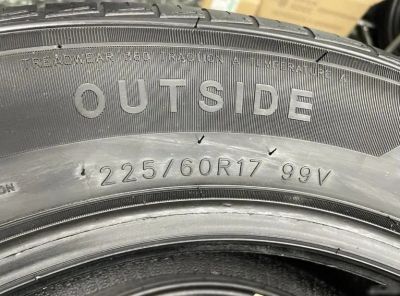 TREADWEAR 360 TRACTION A TEMPERATURE A
OUTSIDE
225/60R17 99V